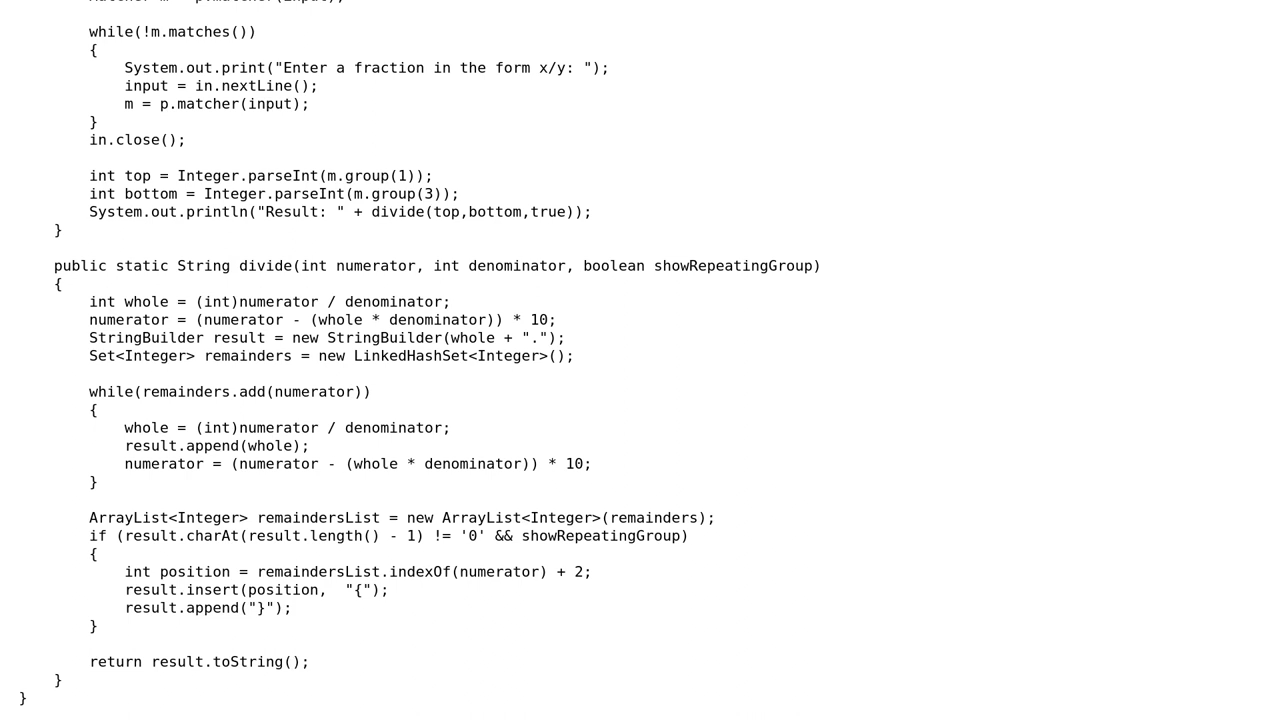 while(!m.matches())
{
System.out.print("Enter a fraction in the form x/y: ");
input = in.nextLine();
m = p.matcher(input);
}
in.close();
int top = Integer.parseInt(m.group(1));
int bottom = Integer.parseInt(m.group(3));
System.out.println("Result: " + divide(top,bottom,true));
}
public static String divide(int numerator, int denominator, boolean showRepeatingGroup)
{
int whole = (int)numerator / denominator;
numerator = (numerator - (whole * denominator)) * 10;
StringBuilder result = new StringBuilder(whole + ".");
Set<Integer> remainders = new LinkedHashSet<Integer>();
while(remainders.add(numerator))
{
whole = (int)numerator / denominator;
result.append(whole);
numerator = (numerator - (whole * denominator)) * 10;
}
ArrayList<Integer> remaindersList = new ArrayList<Integer>(remainders);
if (result.charAt(result.length() - 1) != '0' && showRepeatingGroup)
{
int position = remaindersList.indexOf(numerator) + 2;
result.insert(position,  "{");
result.append("}");
}
return result.toString();
}
}